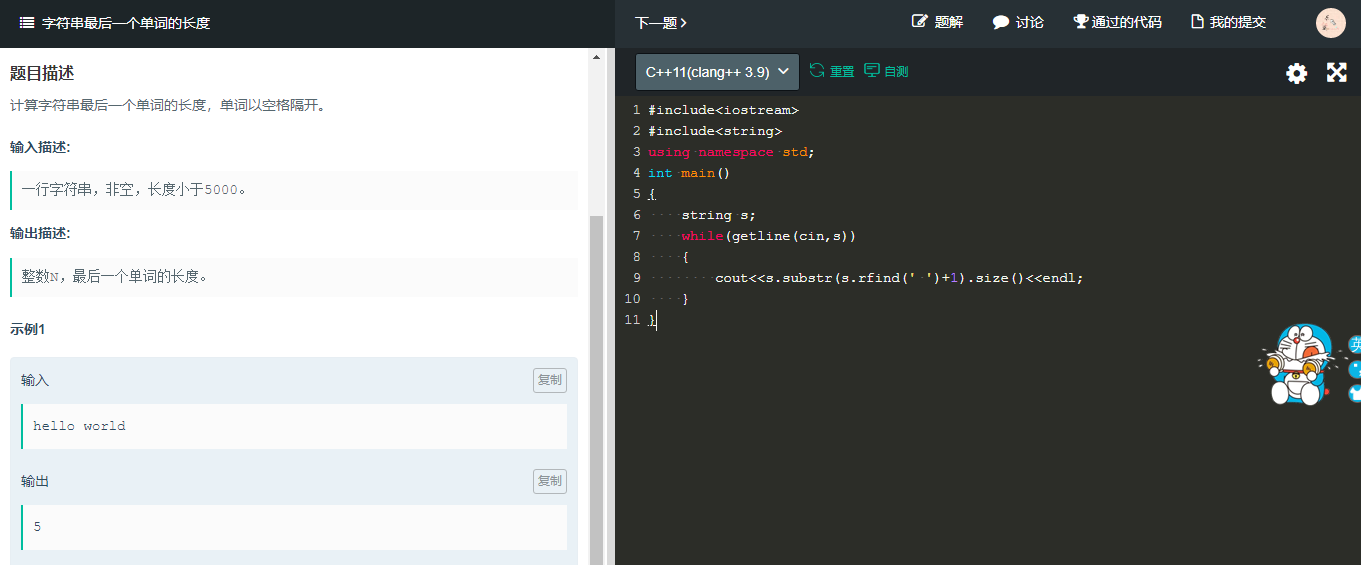 字符串最后一个单词的长度
题目描述
计算字符串最后一个单词的长度，单词以空格隔开。
输入描述:
一行字符串，非空，长度小于5000。
输出描述:
整数N，最后一个单词的长度。
示例1
输入
复制
hello world
输出
复制
5
下一题
题解
讨论
通过的代码
我的提交
C++11(clang++ 3.9)
重置
自测
1 #include<iostream>
2 #include<string>
3 using namespace std;
4 int main()
5 {
6     string s;
7     while(getline(cin,s))
8     {
9         cout<<s.substr(s.rfind(' ')+1).size()<<endl;
10     }
11 }
英